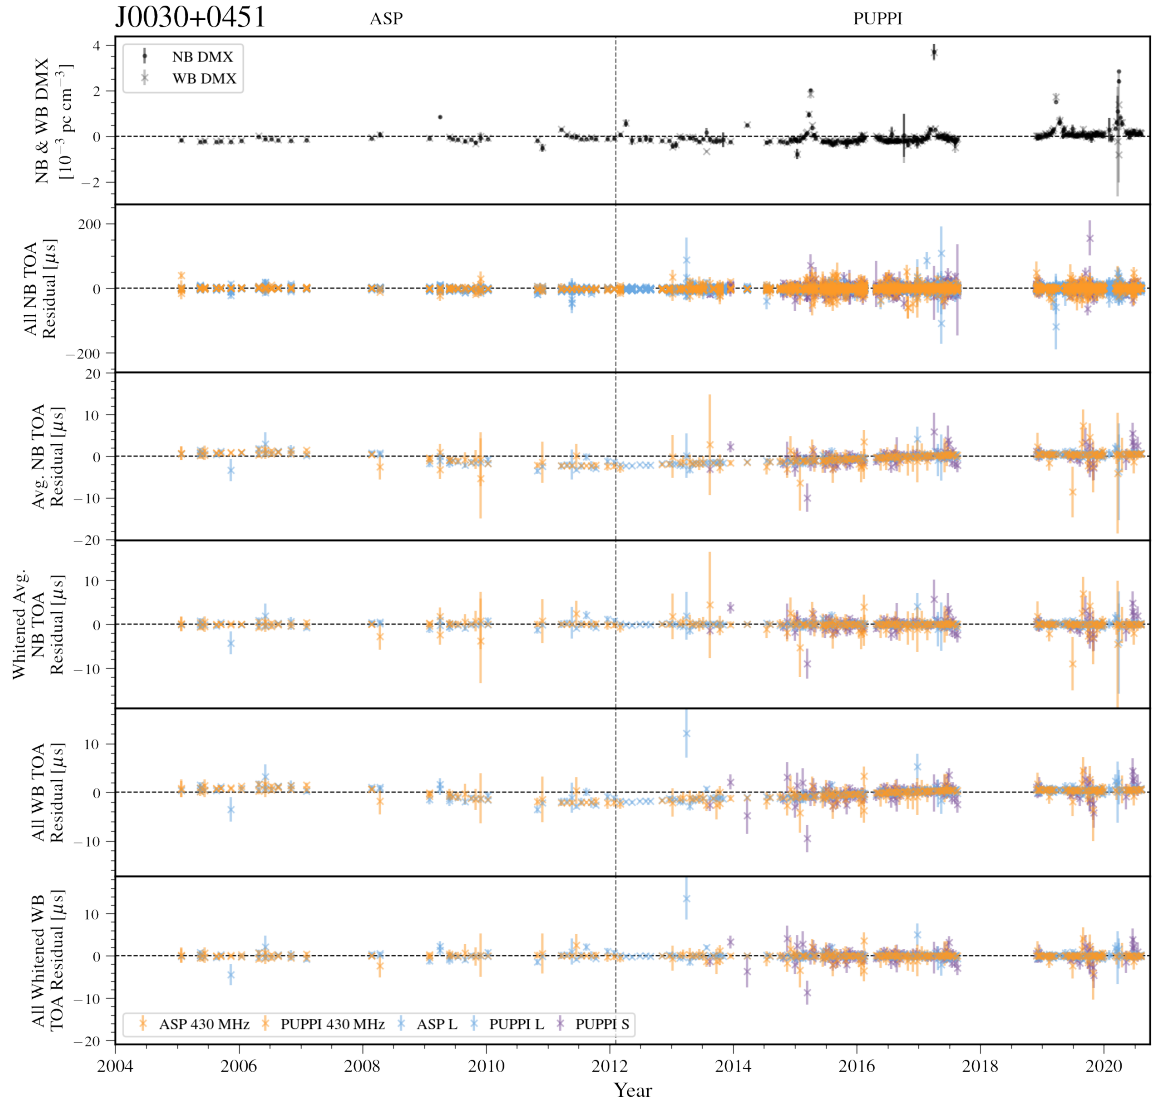 J0030+0451 ASP PUPPI
NB & WB DMX
[10⁻³ pc cm⁻³]
4
2
0
−2
NB DMX
WB DMX
All NB TOA
Residual [μs]
200
0
−200
Avg. NB TOA
Residual [μs]
20
10
0
−10
−20
Whitened Avg.
NB TOA
Residual [μs]
10
0
−10
All WB TOA
Residual [μs]
10
0
−10
All Whitened WB
TOA Residual [μs]
10
0
−10
−20
ASP 430 MHz PUPPI 430 MHz ASP L PUPPI L PUPPI S
2004 2006 2008 2010 2012 2014 2016 2018 2020
Year